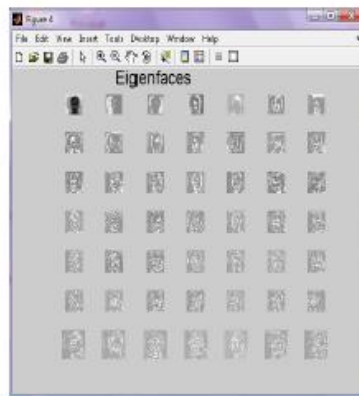 Figure 4
File Edit View Insert Tools Desktop Window Help
Eigenfaces